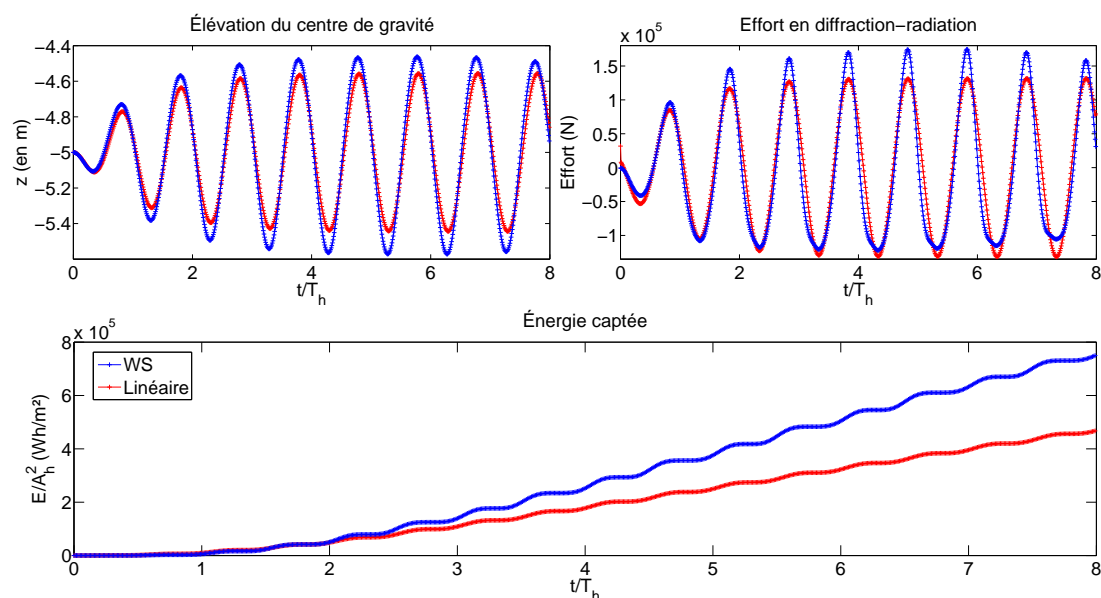 Élévation du centre de gravité
−4.4
−4.6
−4.8
−5
−5.2
−5.4
z (en m)
0 2 4 6 8
t/T_h
Effort en diffraction−radiation
x 10^5
1.5
1
0.5
0
−0.5
−1
Effort (N)
0 2 4 6 8
t/T_h
Énergie captée
x 10^5
8
6
4
2
0
E/A_h^2 (Wh/m²)
WS
Linéaire
0 1 2 3 4 5 6 7 8
t/T_h